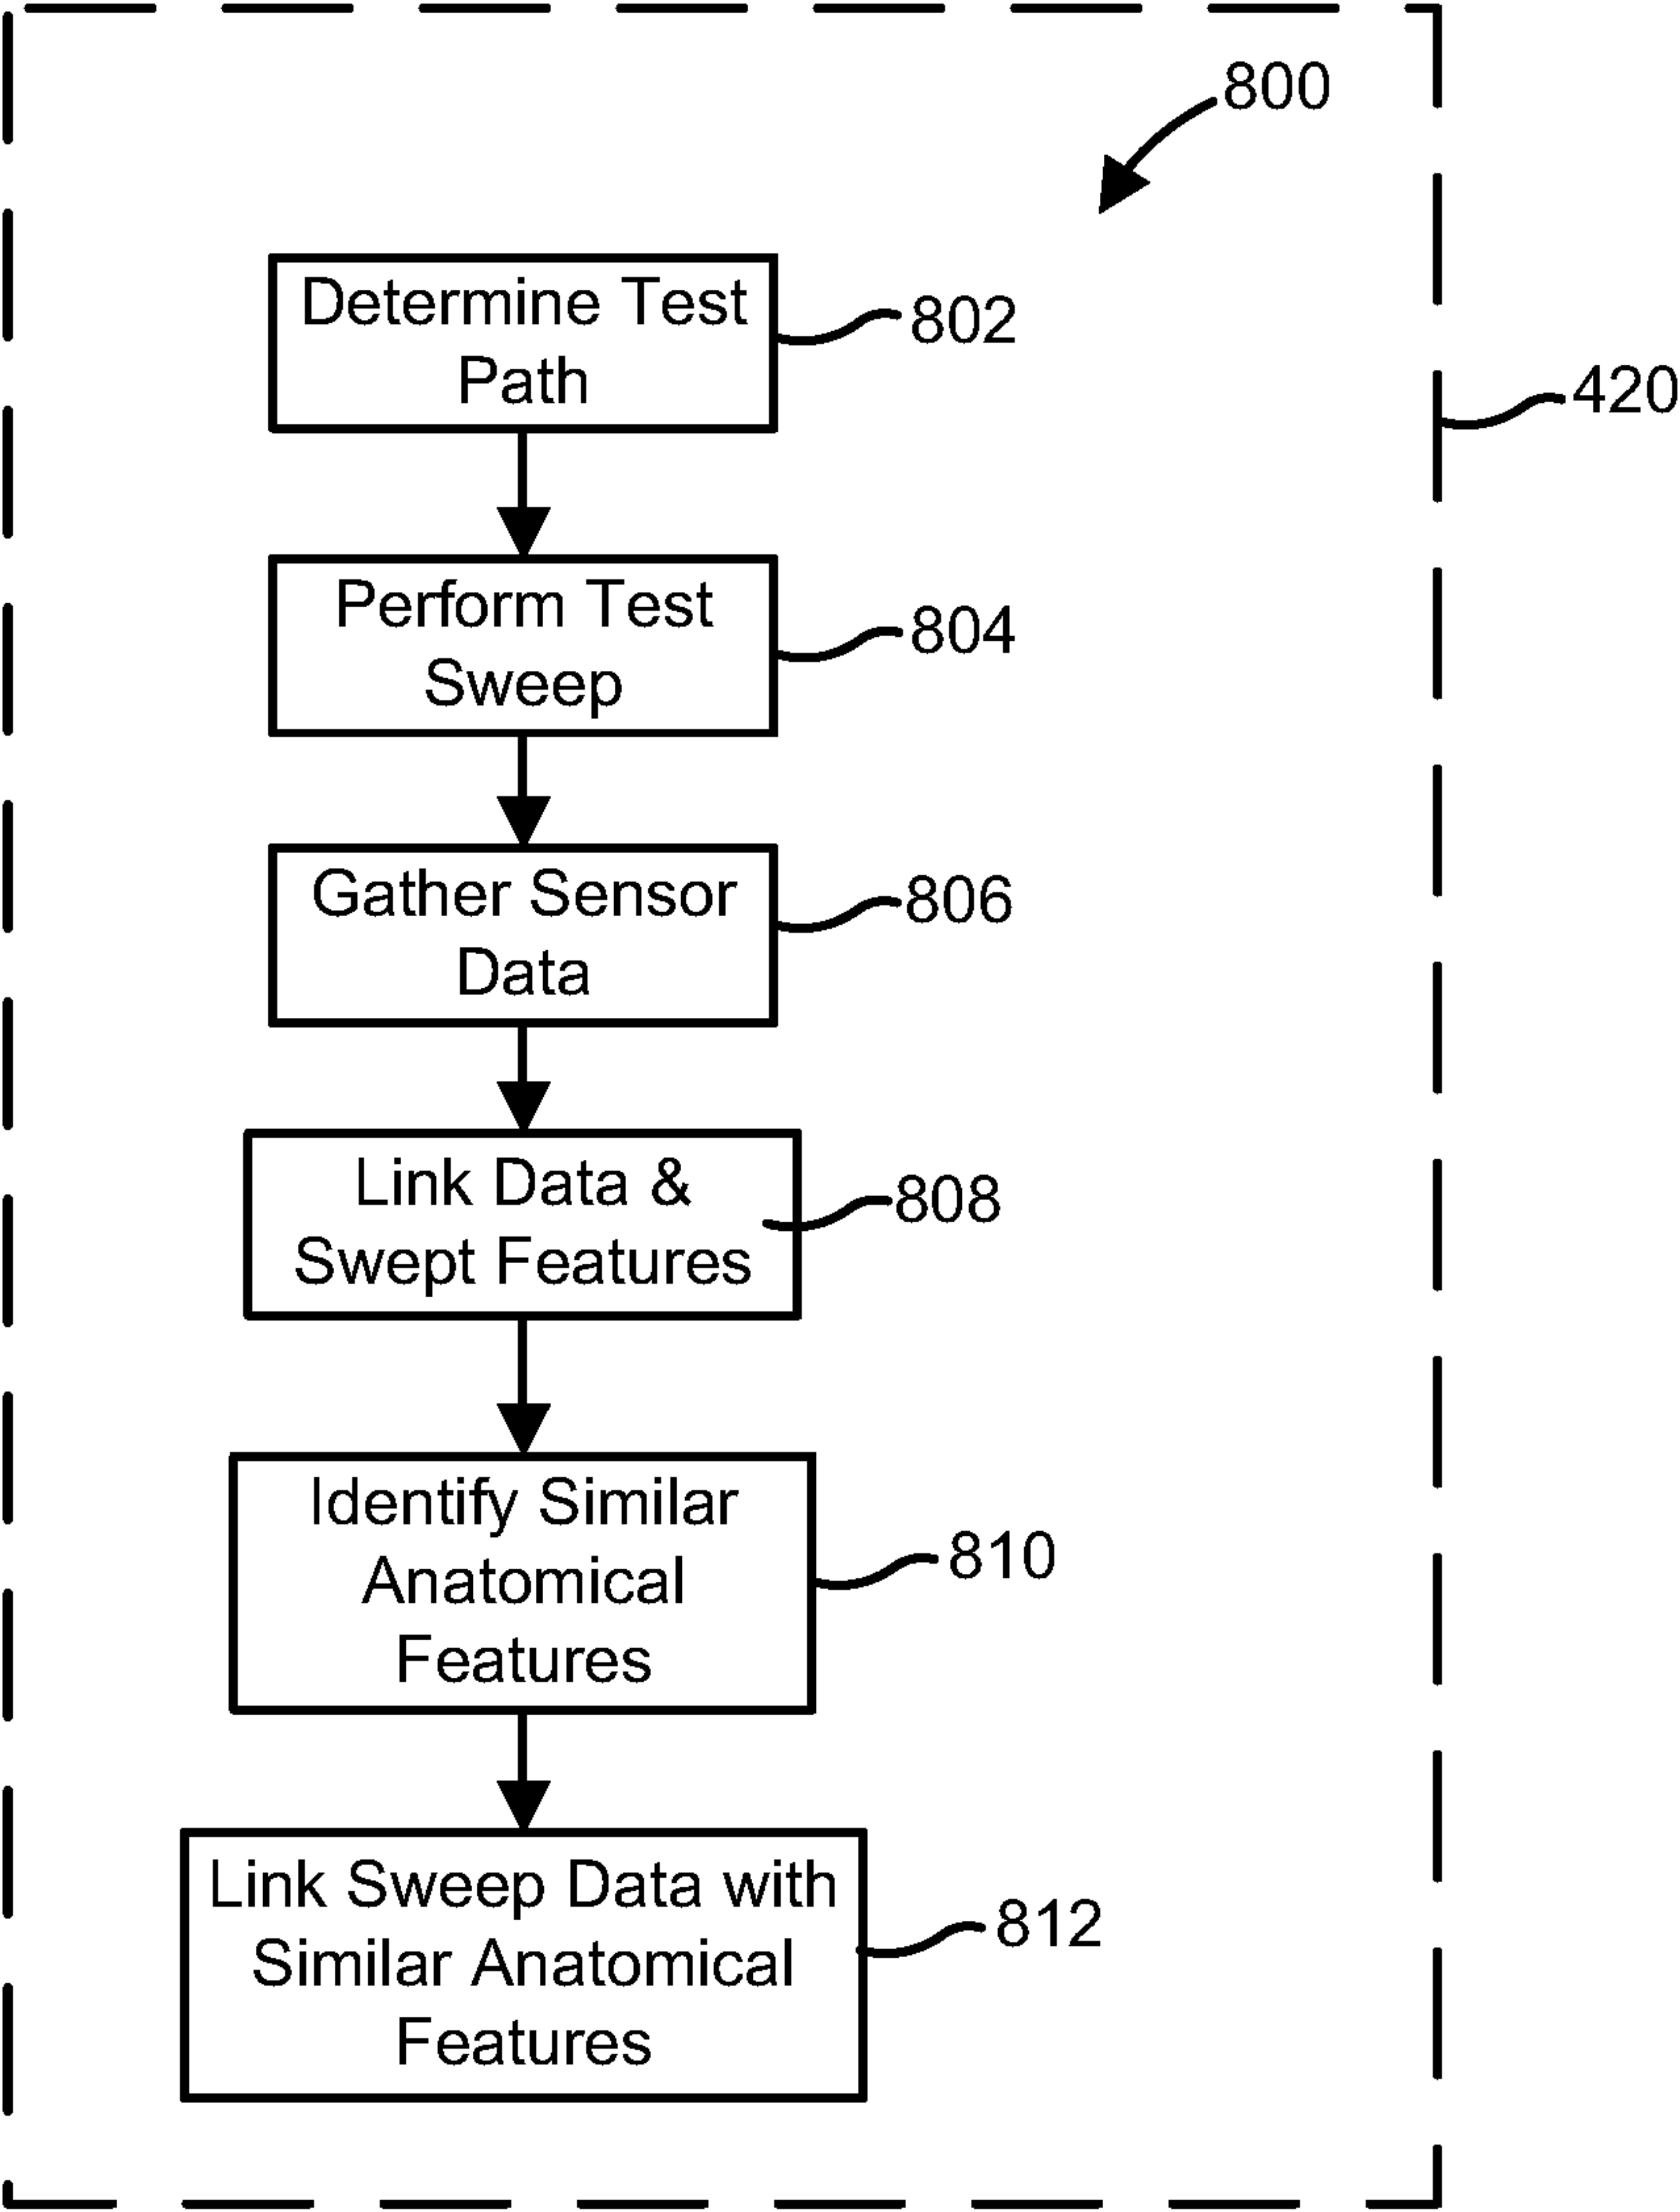 800
Determine Test
Path
802
420
Perform Test
Sweep
804
Gather Sensor
Data
806
Link Data &
Swept Features
808
Identify Similar
Anatomical
Features
810
Link Sweep Data with
Similar Anatomical
Features
812